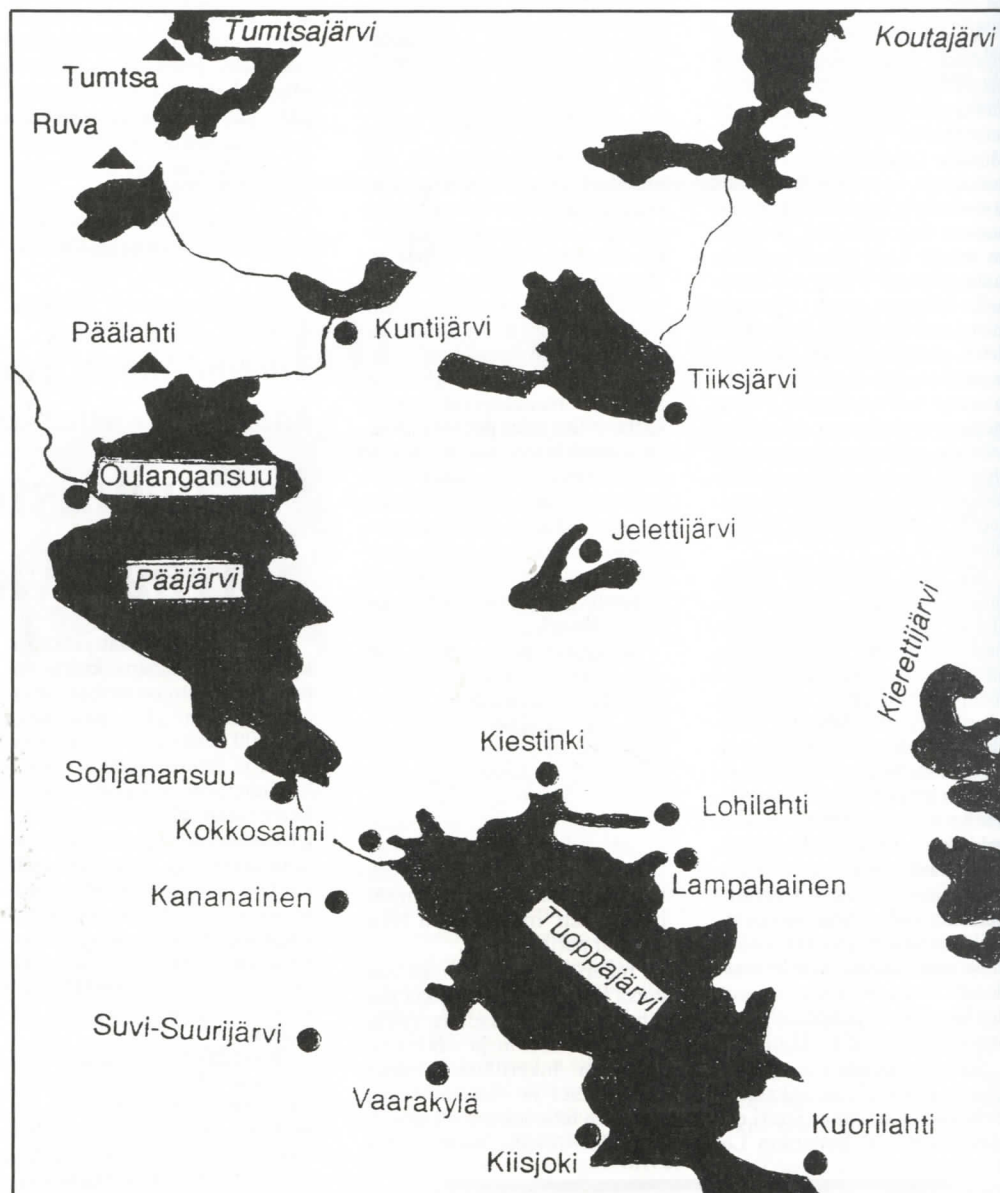 Tumtsajärvi
Koutajärvi
Tumtsa
Ruva
Päälahti
Kuntijärvi
Tiiksjärvi
Oulangansuu
Jelettijärvi
Pääjärvi
Kierettijärvi
Kiestinki
Sohjanansuu
Lohilahti
Kokkosalmi
Lampahainen
Kananainen
Tuoppajärvi
Suvi-Suurijärvi
Vaarakylä
Kuorilahti
Kiisjoki